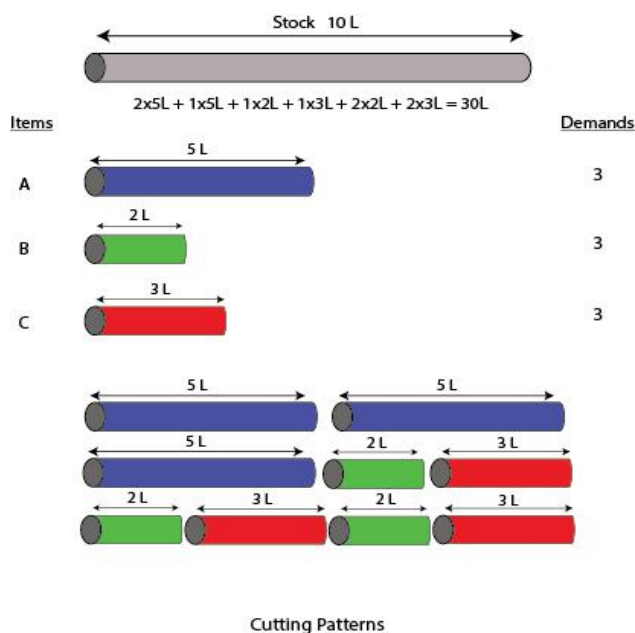 Stock 10 L
2x5L + 1x5L + 1x2L + 1x3L + 2x2L + 2x3L = 30L
Items Demands
5 L
A 3
2 L
B 3
3 L
C 3
5 L 5 L
5 L 2 L 3 L
2 L 3 L 2 L 3 L
Cutting Patterns